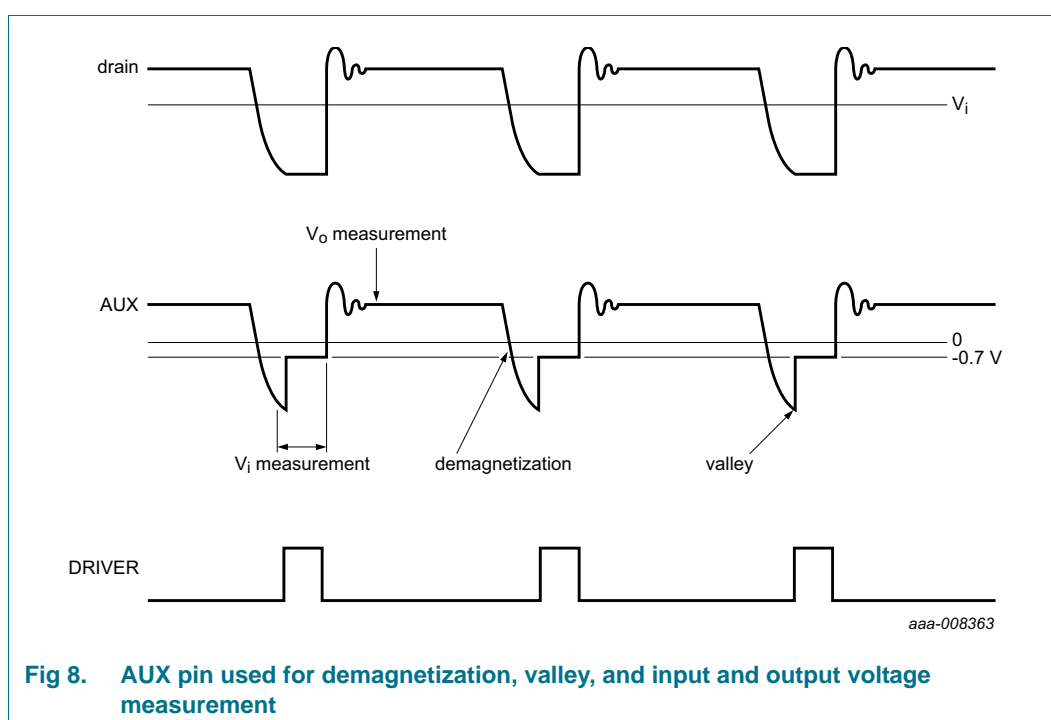 drain
Vi
Vo measurement
AUX
0
-0.7 V
Vi measurement
demagnetization
valley
DRIVER
aaa-008363
Fig 8. AUX pin used for demagnetization, valley, and input and output voltage
measurement